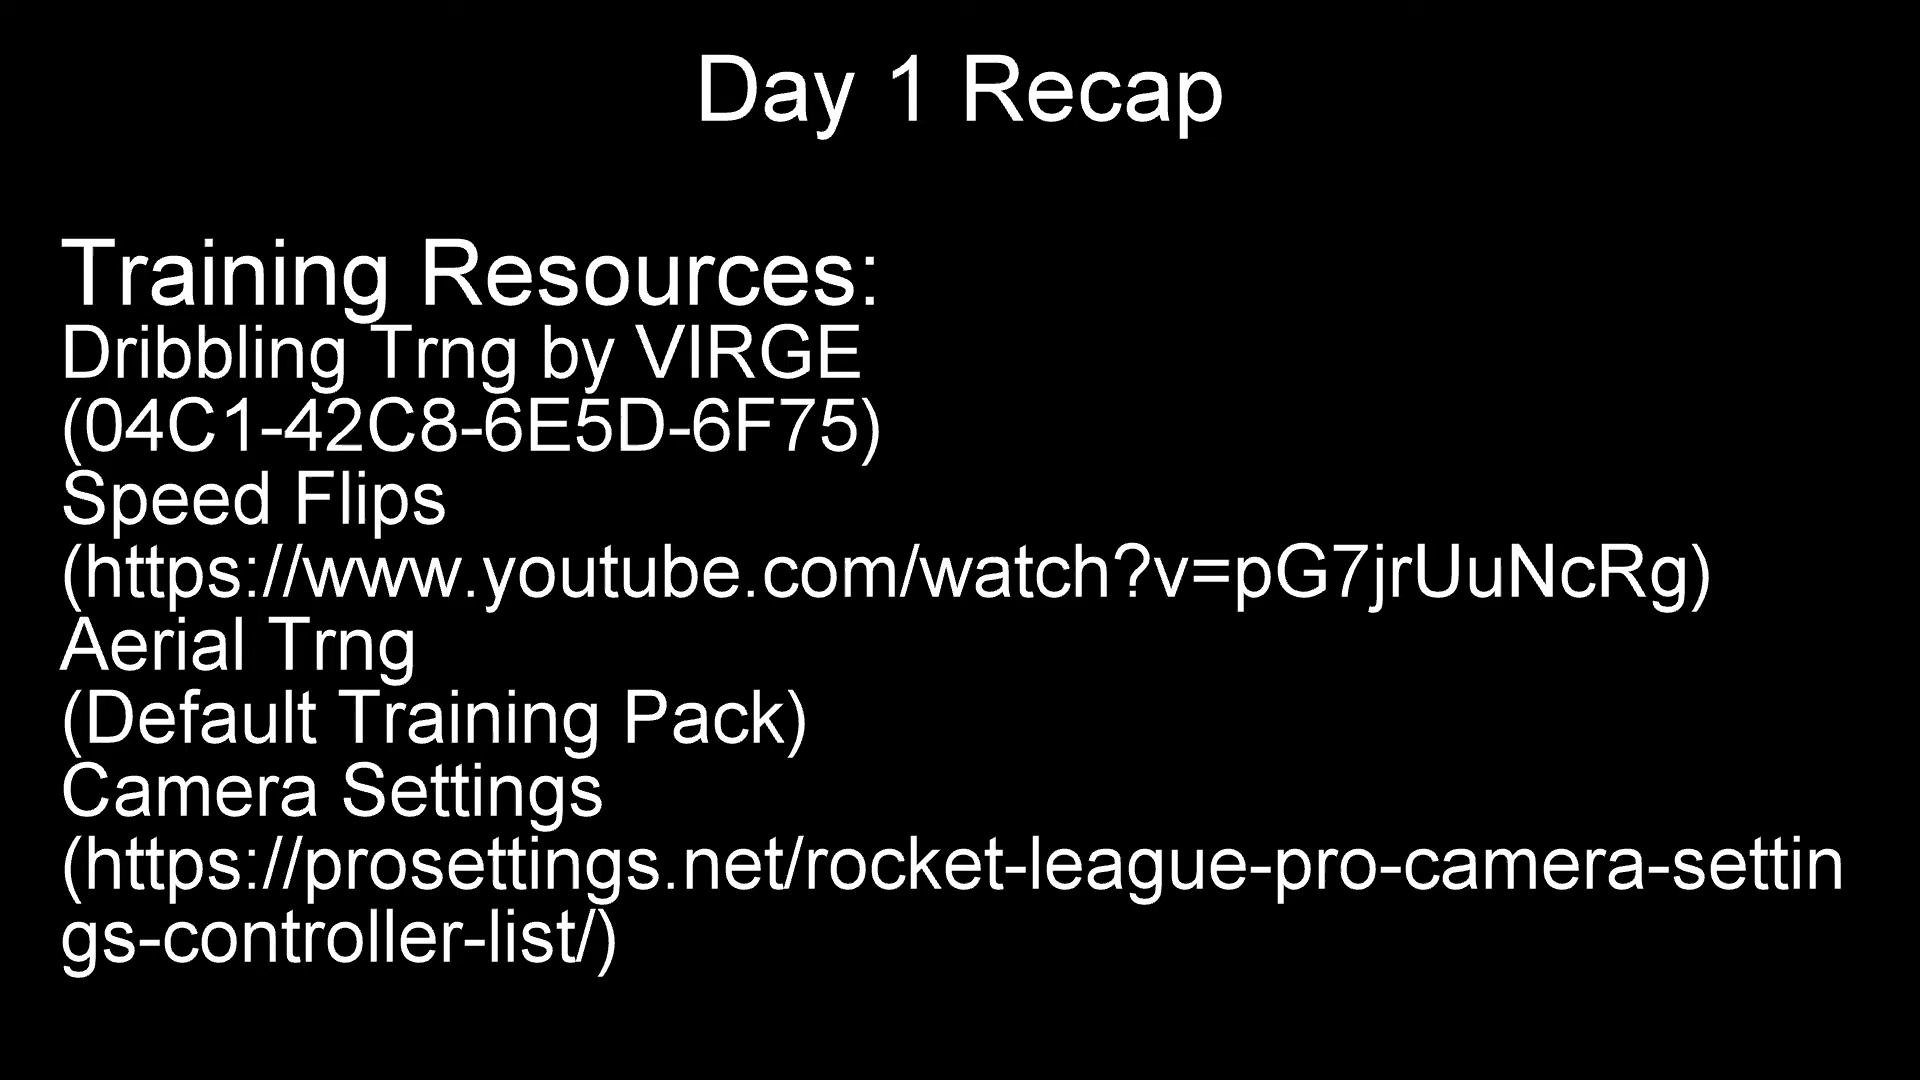 Day 1 Recap
Training Resources:
Dribbling Trng by VIRGE
(04C1-42C8-6E5D-6F75)
Speed Flips
(https://www.youtube.com/watch?v=pG7jrUuNcRg)
Aerial Trng
(Default Training Pack)
Camera Settings
(https://prosettings.net/rocket-league-pro-camera-settin
gs-controller-list/)